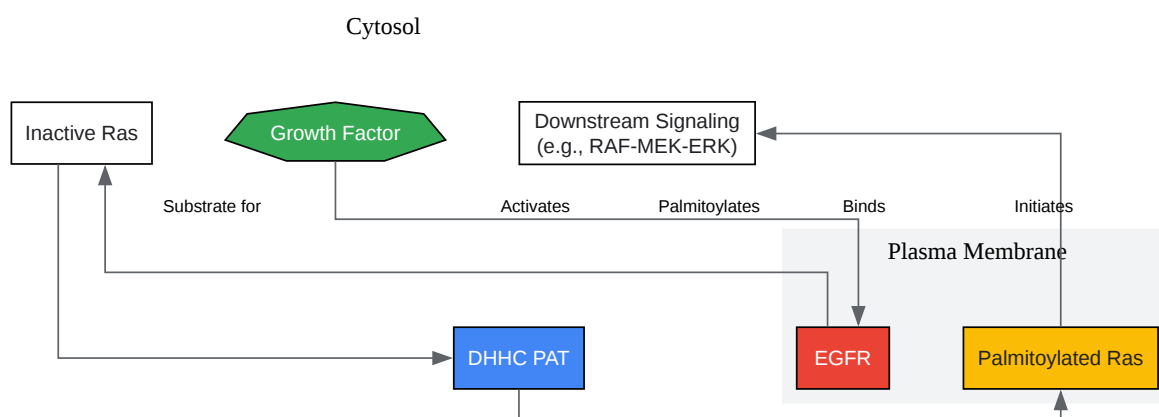 Cytosol
Inactive Ras
Growth Factor
Downstream Signaling
(e.g., RAF-MEK-ERK)
Substrate for
Activates
Palmitoylates
Binds
Initiates
Plasma Membrane
DHHC PAT
EGFR
Palmitoylated Ras